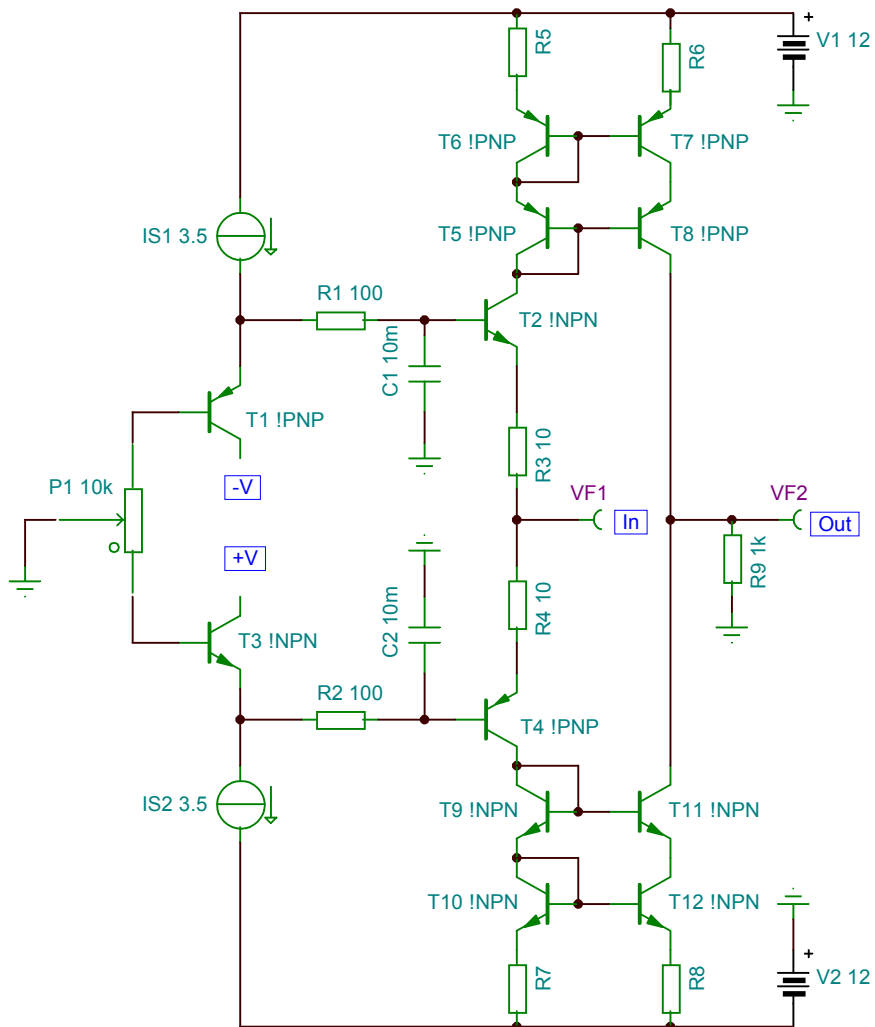 R5
R6
+
V1 12
T6 !PNP
T7 !PNP
IS1 3.5
T5 !PNP
T8 !PNP
R1 100
T2 !NPN
C1 10m
T1 !PNP
R3 10
P1 10k
-V
VF1
VF2
In
Out
+V
R9 1k
C2 10m
R4 10
T3 !NPN
R2 100
T4 !PNP
IS2 3.5
T9 !NPN
T11 !NPN
T10 !NPN
T12 !NPN
+
R7
R8
V2 12